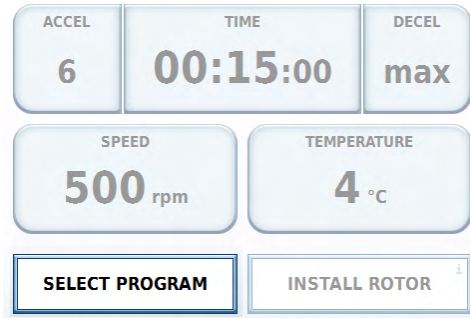 ACCEL TIME DECEL
6 00:15:00 max
SPEED TEMPERATURE
500 rpm 4 °C
SELECT PROGRAM INSTALL ROTOR i